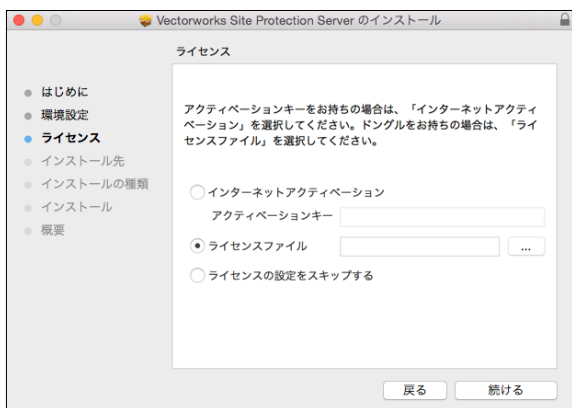 Vectorworks Site Protection Server のインストール
ライセンス
はじめに
環境設定
ライセンス
インストール先
インストールの種類
インストール
概要
アクティベーションキーをお持ちの場合は、「インターネットアクティ
ベーション」を選択してください。ドングルをお持ちの場合は、「ライ
センスファイル」を選択してください。
インターネットアクティベーション
アクティベーションキー
ライセンスファイル
...
ライセンスの設定をスキップする
戻る
続ける